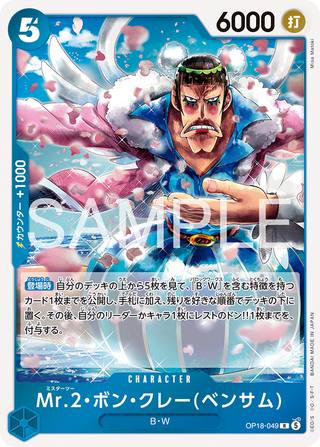 5
6000
打
Misa Matsuki
カウンター +1000
SAMPLE
登場時 自分のデッキの上から5枚を見て、『B・W』を含む特徴を持つ
カード1枚までを公開し、手札に加え、残りを好きな順番でデッキの下
に置く。その後、自分のリーダーかキャラ1枚にレストのドン!!1枚までを、
付与する。
CHARACTER
Mr.2・ボン・クレー(ベンサム)
B・W
OP18-049 R
BANDAI MADE IN JAPAN